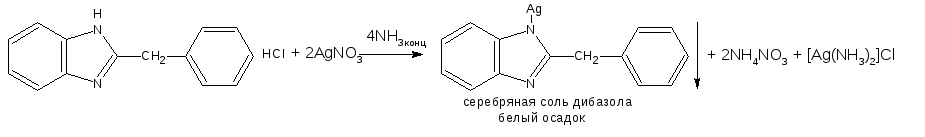 H
N
N
CH2
HCl + 2AgNO3
4NH3конц
Ag
N
N
CH2
+ 2NH4NO3 + [Ag(NH3)2]Cl
серебряная соль дибазола
белый осадок